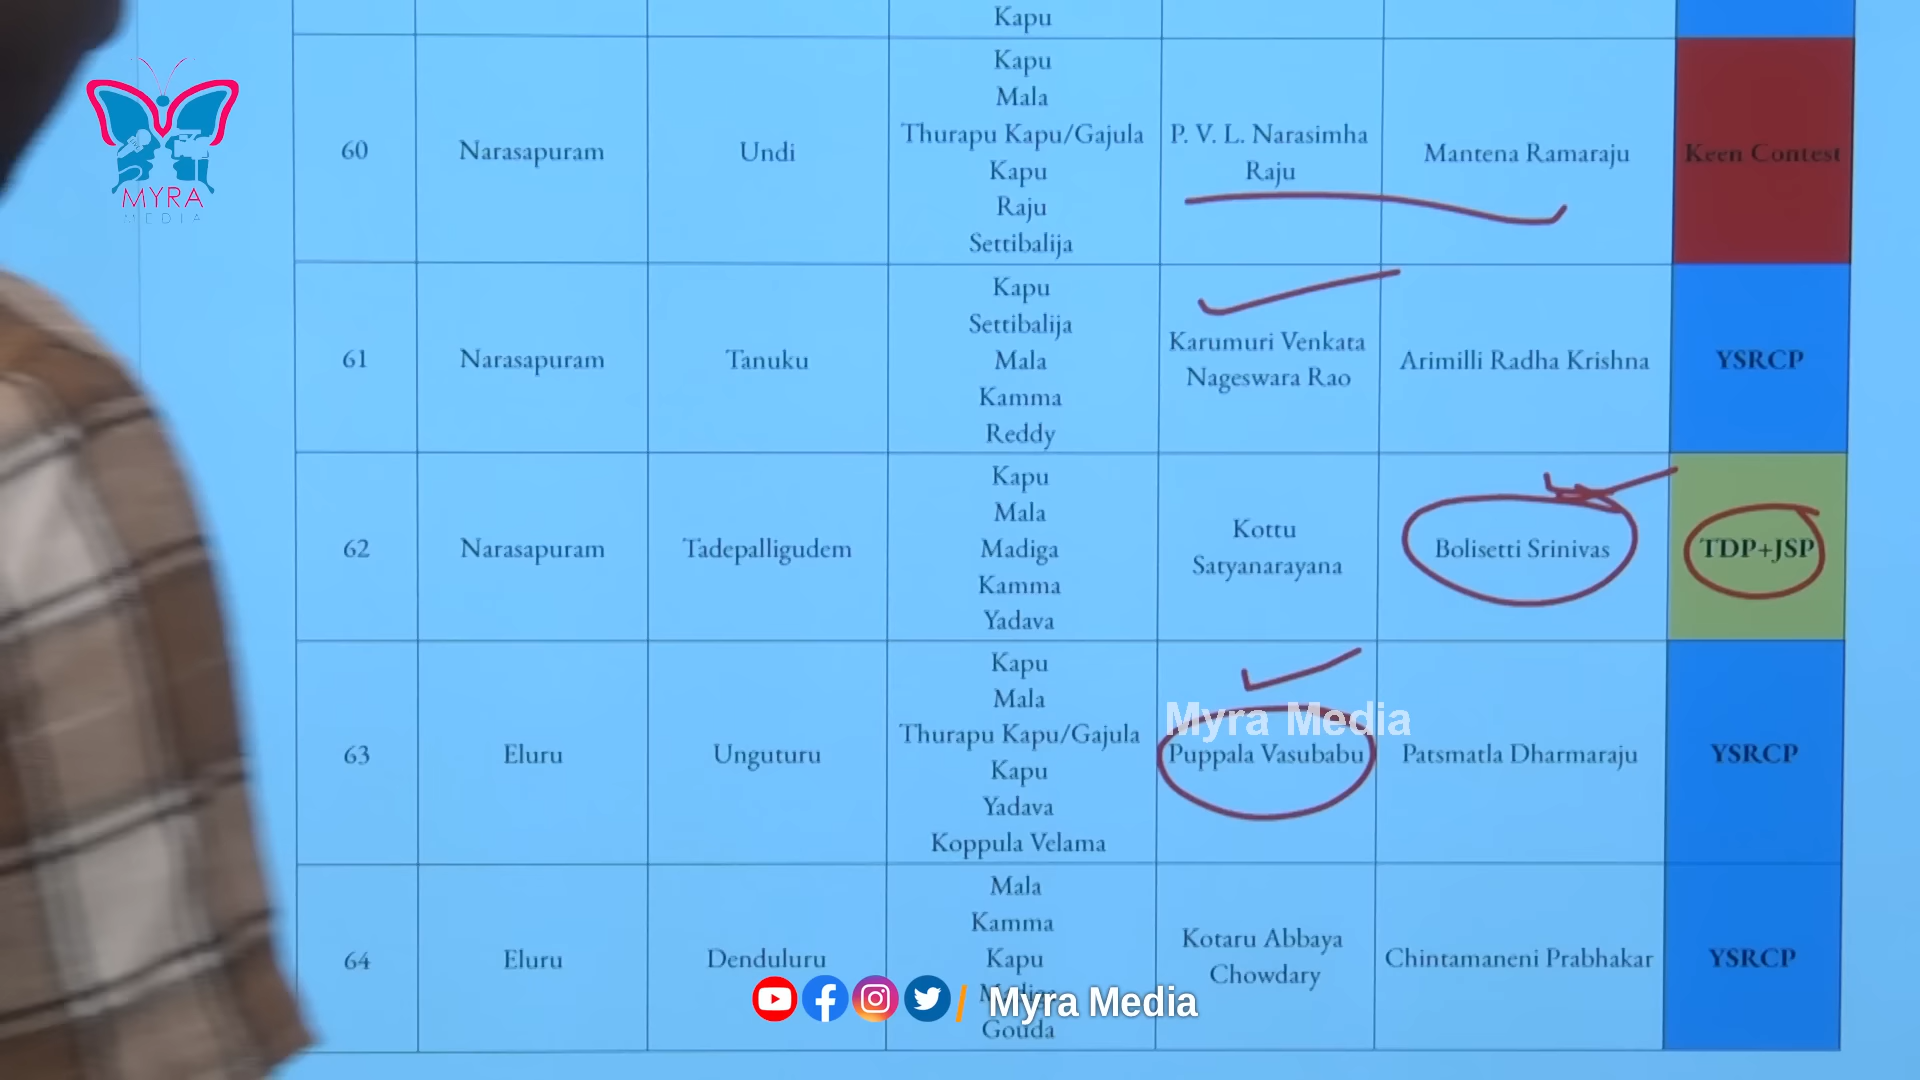 Kapu
MYRA
MEDIA
60
Narasapuram
Undi
Kapu
Mala
Thurapu Kapu/Gajula
Kapu
Raju
Settibalija
P. V. L. Narasimha
Raju
Mantena Ramaraju
Keen Contest
61
Narasapuram
Tanuku
Kapu
Settibalija
Mala
Kamma
Reddy
Karumuri Venkata
Nageswara Rao
Arimilli Radha Krishna
YSRCP
62
Narasapuram
Tadepalligudem
Kapu
Mala
Madiga
Kamma
Yadava
Kottu
Satyanarayana
Bolisetti Srinivas
TDP+JSP
63
Eluru
Unguturu
Kapu
Mala
Thurapu Kapu/Gajula
Kapu
Yadava
Koppula Velama
Myra Media
Puppala Vasubabu
Patsmatla Dharmaraju
YSRCP
64
Eluru
Denduluru
Mala
Kamma
Kapu
Gouda
Kotaru Abbaya
Chowdary
Chintamaneni Prabhakar
YSRCP
/ Myra Media